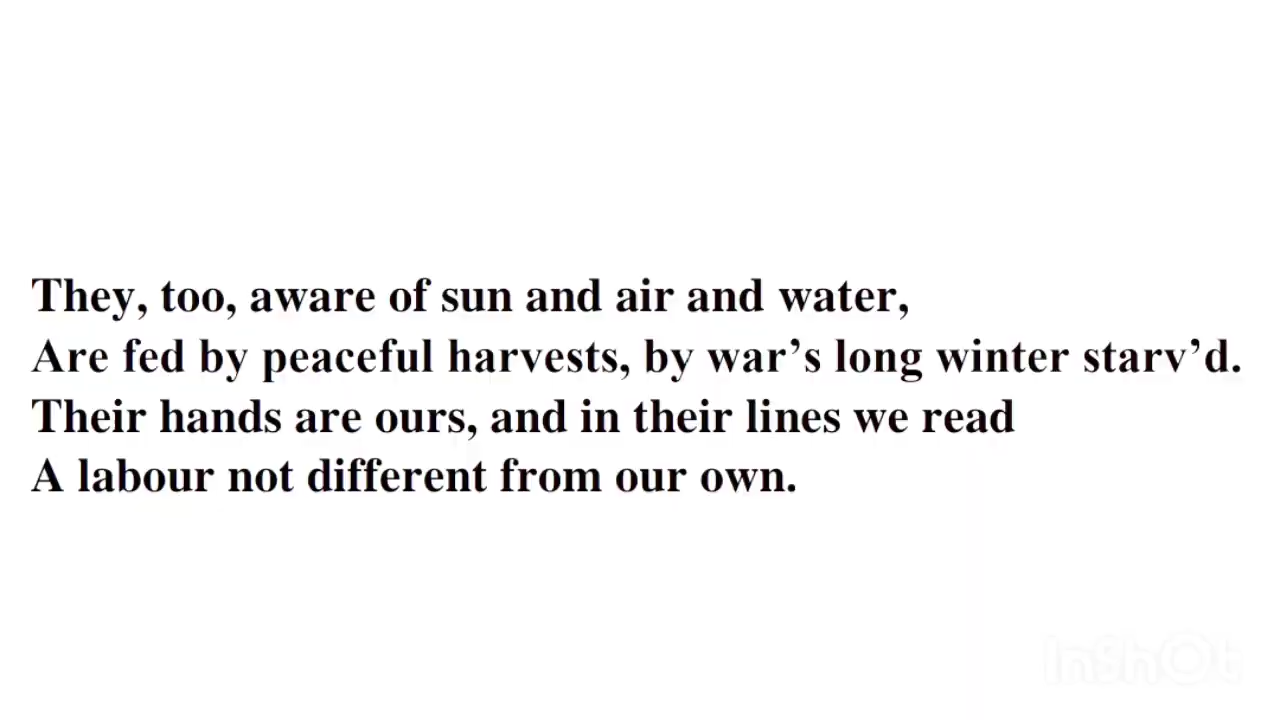 They, too, aware of sun and air and water,
Are fed by peaceful harvests, by war’s long winter starv’d.
Their hands are ours, and in their lines we read
A labour not different from our own.
InShOt